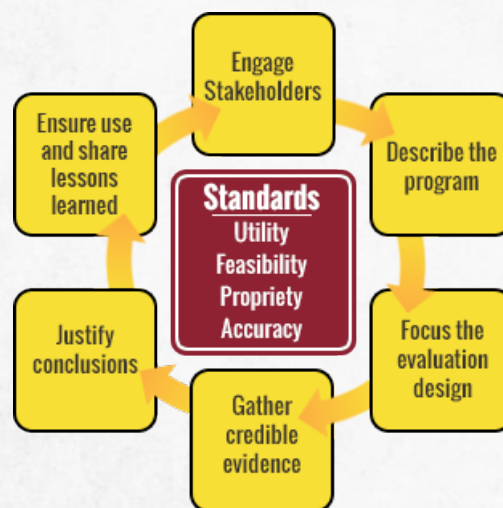 Engage
Stakeholders
Describe the
program
Focus the
evaluation
design
Gather
credible
evidence
Justify
conclusions
Ensure use
and share
lessons
learned
Standards
Utility
Feasibility
Propriety
Accuracy